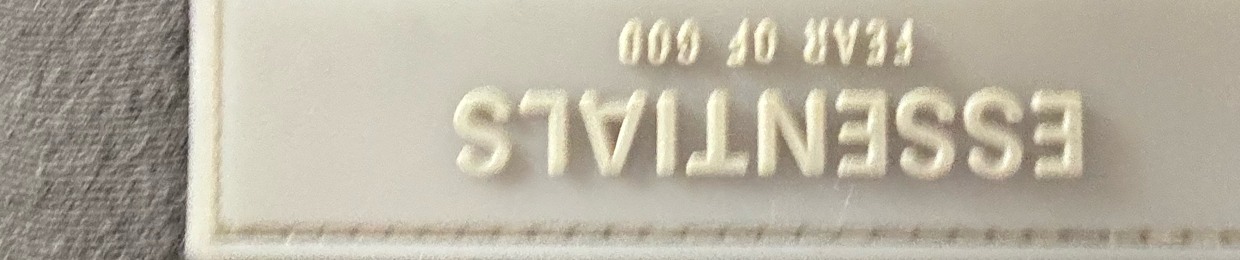 ESSENTIALS
FEAR OF GOD